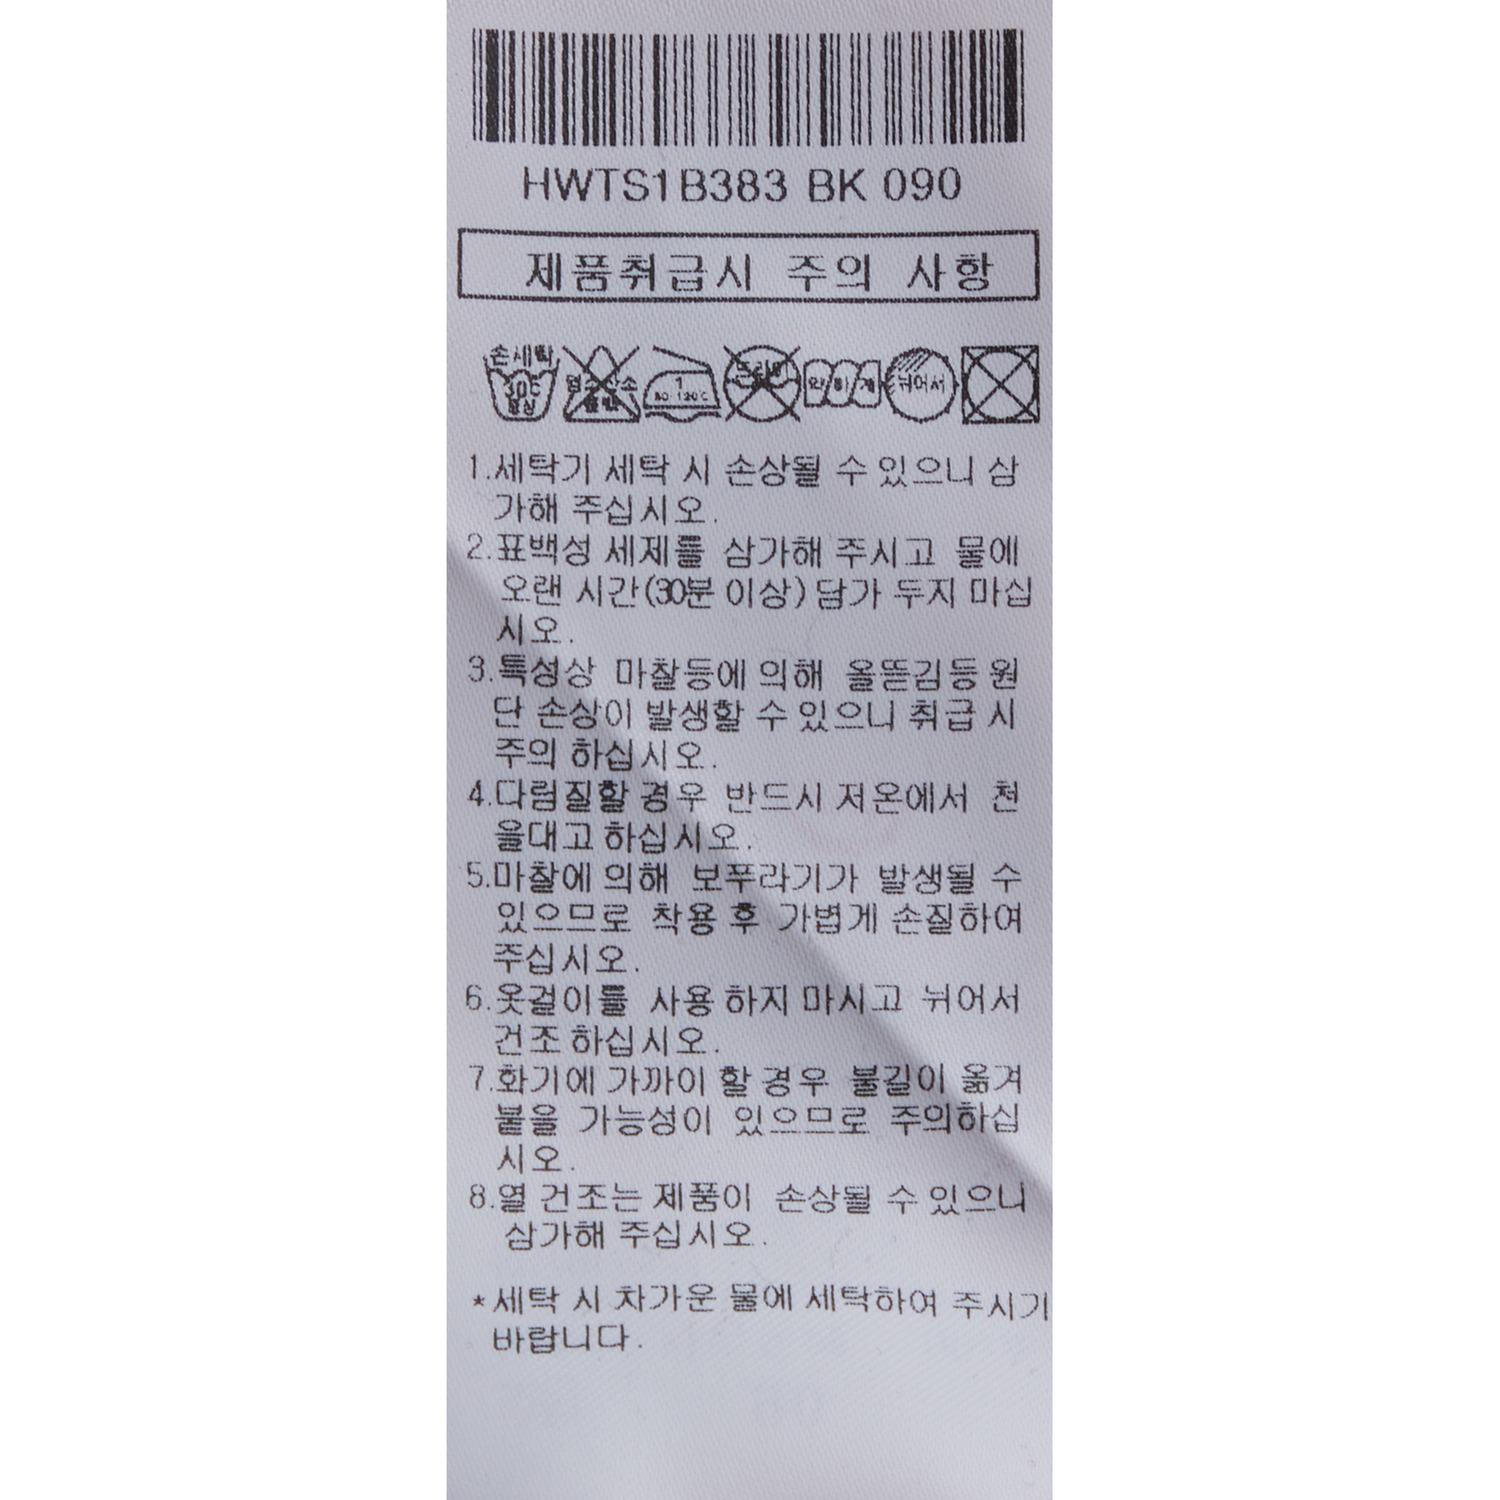 HWTS1B383 BK 090
제품취급시 주의 사항
손세탁 30℃ 중성
염소산소 표백
1 80-120℃
드라이
약하게
뉘어서
1.세탁기 세탁 시 손상될 수 있으니 삼
가해 주십시오.
2.표백성 세제를 삼가해 주시고 물에
오랜 시간(30분 이상) 담가 두지 마십
시오.
3.특성상 마찰등에 의해 올뜯김등 원
단 손상이 발생할 수 있으니 취급 시
주의 하십시오.
4.다림질할 경우 반드시 저온에서 천
을대고 하십시오.
5.마찰에 의해 보푸라기가 발생될 수
있으므로 착용 후 가볍게 손질하여
주십시오.
6.옷걸이를 사용 하지 마시고 뉘어서
건조 하십시오.
7.화기에 가까이 할 경우 불길이 옮겨
붙을 가능성이 있으므로 주의하십
시오.
8.열 건조는 제품이 손상될 수 있으니
삼가해 주십시오.
*세탁 시 차가운 물에 세탁하여 주시기
바랍니다.